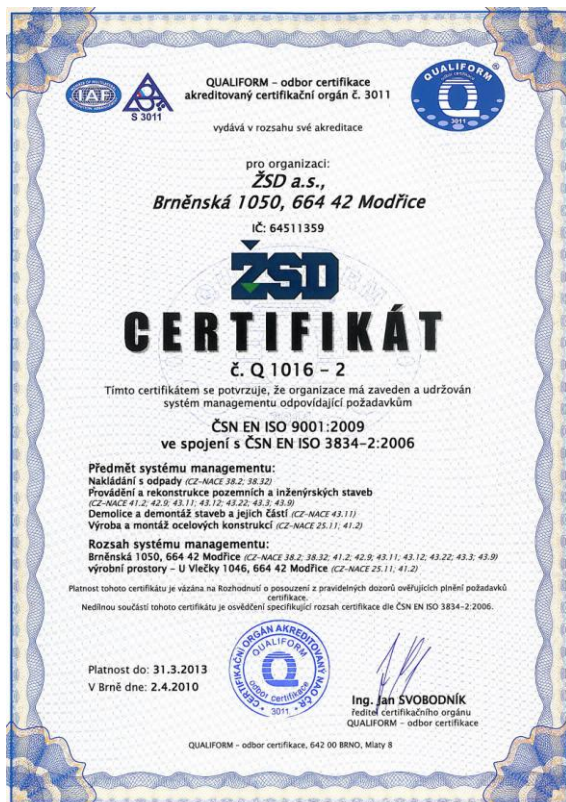 IAF
S 3011
QUALIFORM – odbor certifikace
akreditovaný certifikační orgán č. 3011
vydává v rozsahu své akreditace
QUALIFORM
®
odbor certifikace
3011
pro organizaci:
ŽSD a.s.,
Brněnská 1050, 664 42 Modřice
IČ: 64511359
ŽSD
CERTIFIKÁT
č. Q 1016 – 2
Tímto certifikátem se potvrzuje, že organizace má zaveden a udržován
systém managementu odpovídající požadavkům
ČSN EN ISO 9001:2009
ve spojení s ČSN EN ISO 3834-2:2006
Předmět systému managementu:
Nakládání s odpady (CZ-NACE 38.2; 38.32)
Provádění a rekonstrukce pozemních a inženýrských staveb
(CZ-NACE 41.2; 42.9; 43.11; 43.12; 43.22; 43.3; 43.9)
Demolice a demontáž staveb a jejich částí (CZ-NACE 43.11)
Výroba a montáž ocelových konstrukcí (CZ-NACE 25.11; 41.2)
Rozsah systému managementu:
Brněnská 1050, 664 42 Modřice (CZ-NACE 38.2; 38.32; 41.2; 42.9; 43.11; 43.12; 43.22; 43.3; 43.9)
výrobní prostory – U Vlečky 1046, 664 42 Modřice (CZ-NACE 25.11; 41.2)
Platnost tohoto certifikátu je vázána na Rozhodnutí o posouzení z pravidelných dozorů ověřujících plnění požadavků
certifikace.
Nedílnou součástí tohoto certifikátu je osvědčení specifikující rozsah certifikace dle ČSN EN ISO 3834-2:2006.
Platnost do: 31.3.2013
V Brně dne: 2.4.2010
CERTIFIKAČNÍ ORGÁN AKREDITOVANÝ NAO ČR
QUALIFORM
odbor certifikace
3011
Ing. Jan SVOBODNÍK
ředitel certifikačního orgánu
QUALIFORM – odbor certifikace
QUALIFORM – odbor certifikace, 642 00 BRNO, Mlaty 8